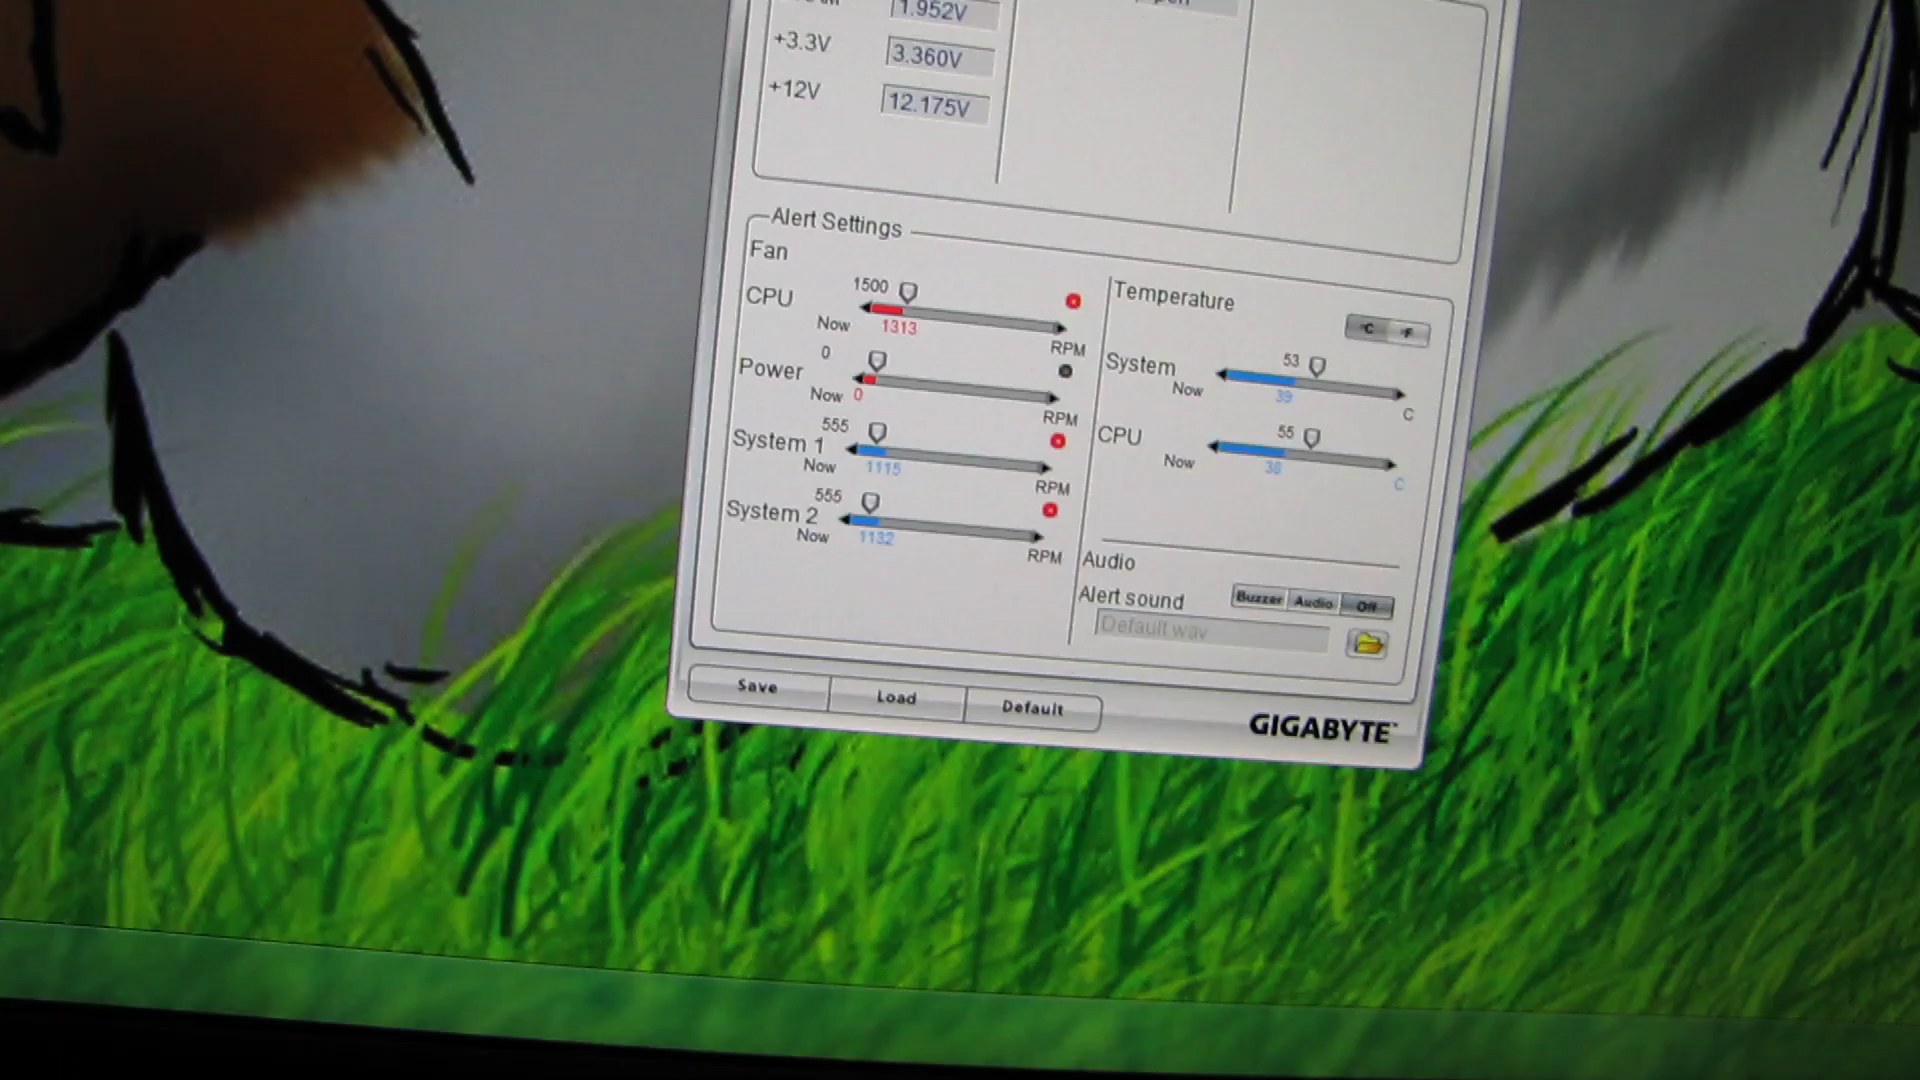 1.952V
+3.3V 3.360V
+12V 12.175V
Alert Settings
Fan
CPU 1500
Now 1313
RPM
Power 0
Now 0
RPM
System 1 555
Now 1115
RPM
System 2 555
Now 1132
RPM
Temperature
°C °F
System 53
Now 39
C
CPU 55
Now 38
C
Audio
Alert sound Buzzer Audio Off
Default wav
Save Load Default
GIGABYTE™